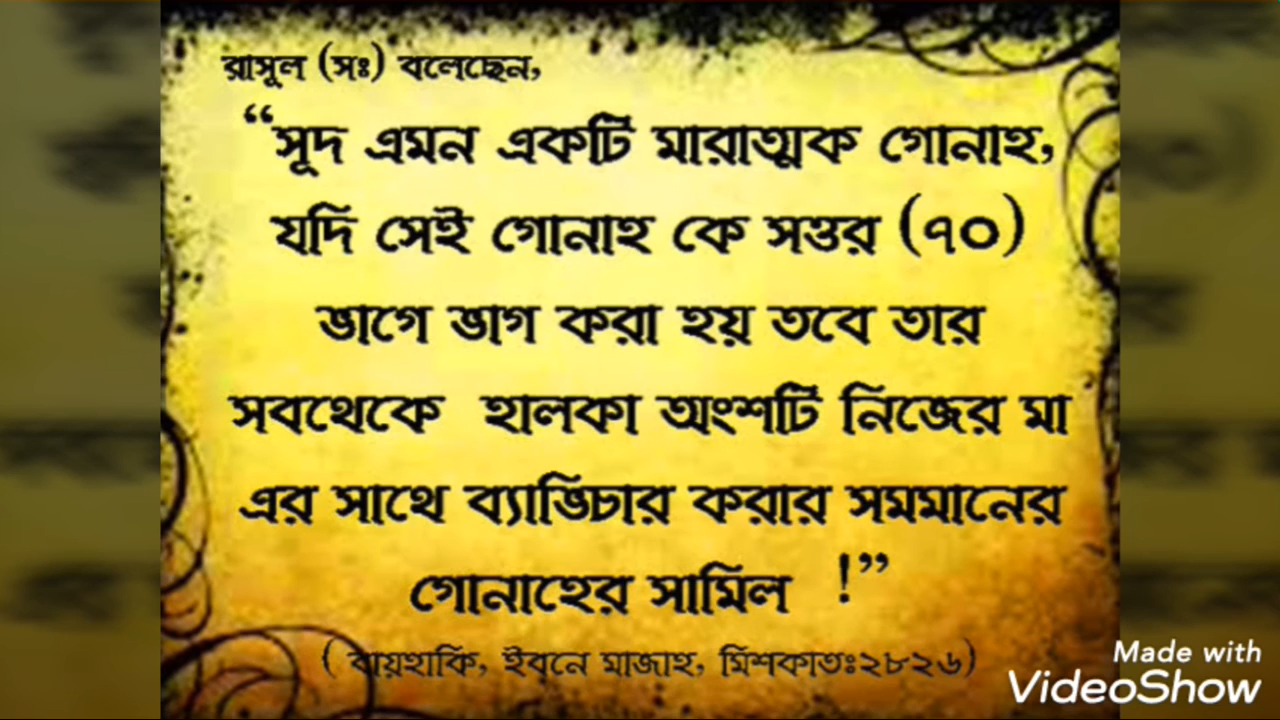 রাসূল (সঃ) বলেছেন,
“সূদ এমন একটি মারাত্মক গোনাহ,
যদি সেই গোনাহ কে সত্তর (৭০)
ভাগে ভাগ করা হয় তবে তার
সবথেকে হালকা অংশটি নিজের মা
এর সাথে ব্যাভিচার করার সমমানের
গোনাহের সামিল !”
( বায়হাকি, ইবনে মাজাহ, মিশকাতঃ২৮২৬)
Made with
VideoShow